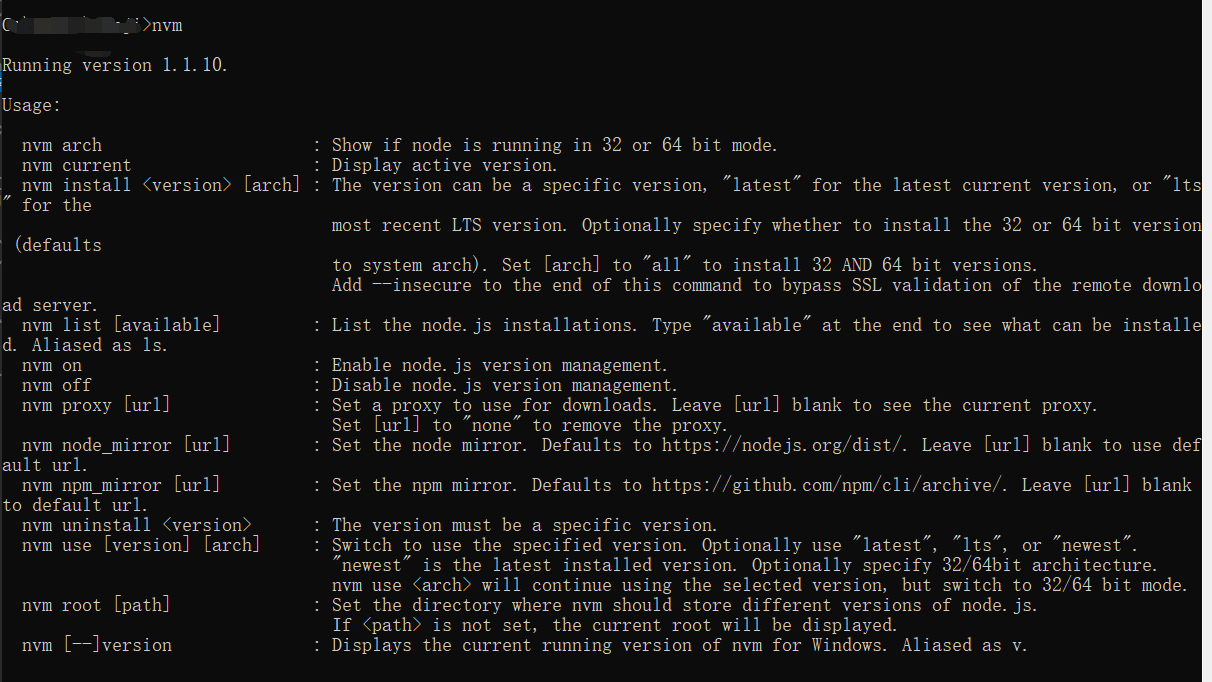 >nvm
Running version 1.1.10.
Usage:
nvm arch : Show if node is running in 32 or 64 bit mode.
nvm current : Display active version.
nvm install <version> [arch] : The version can be a specific version, "latest" for the latest current version, or "lts
" for the
most recent LTS version. Optionally specify whether to install the 32 or 64 bit version
(defaults
to system arch). Set [arch] to "all" to install 32 AND 64 bit versions.
Add --insecure to the end of this command to bypass SSL validation of the remote downlo
ad server.
nvm list [available] : List the node.js installations. Type "available" at the end to see what can be installe
d. Aliased as ls.
nvm on : Enable node.js version management.
nvm off : Disable node.js version management.
nvm proxy [url] : Set a proxy to use for downloads. Leave [url] blank to see the current proxy.
Set [url] to "none" to remove the proxy.
nvm node_mirror [url] : Set the node mirror. Defaults to https://nodejs.org/dist/. Leave [url] blank to use def
ault url.
nvm npm_mirror [url] : Set the npm mirror. Defaults to https://github.com/npm/cli/archive/. Leave [url] blank
to default url.
nvm uninstall <version> : The version must be a specific version.
nvm use [version] [arch] : Switch to use the specified version. Optionally use "latest", "lts", or "newest".
"newest" is the latest installed version. Optionally specify 32/64bit architecture.
nvm use <arch> will continue using the selected version, but switch to 32/64 bit mode.
nvm root [path] : Set the directory where nvm should store different versions of node.js.
If <path> is not set, the current root will be displayed.
nvm [--]version : Displays the current running version of nvm for Windows. Aliased as v.